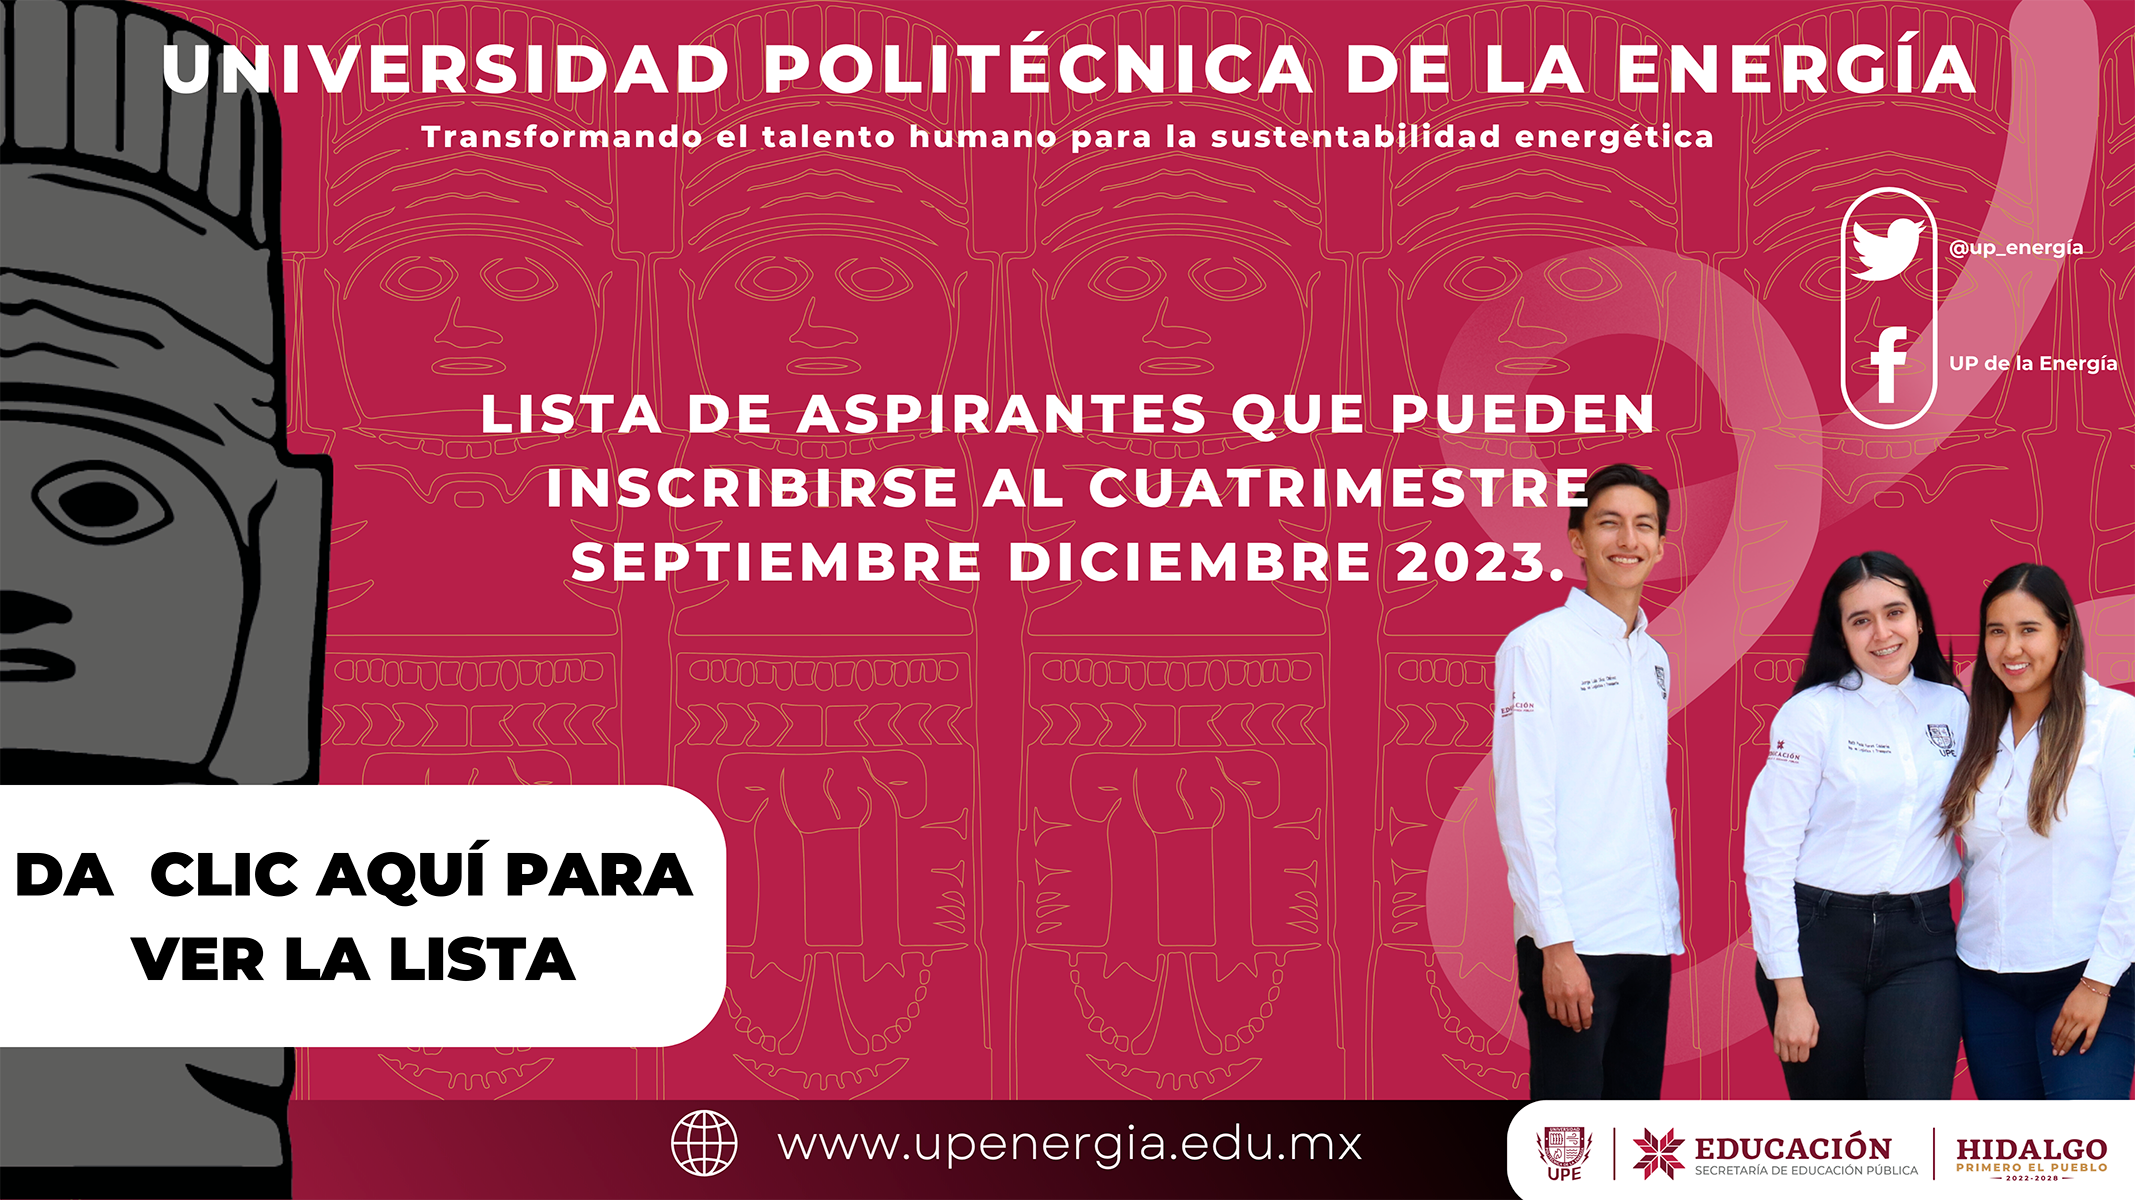 UNIVERSIDAD POLITÉCNICA DE LA ENERGÍA
Transformando el talento humano para la sustentabilidad energética
@up_energía
UP de la Energía
LISTA DE ASPIRANTES QUE PUEDEN
INSCRIBIRSE AL CUATRIMESTRE
SEPTIEMBRE DICIEMBRE 2023.
DA CLIC AQUÍ PARA
VER LA LISTA
UPE
www.upenergia.edu.mx
UPE
EDUCACIÓN
SECRETARÍA DE EDUCACIÓN PÚBLICA
HIDALGO
PRIMERO EL PUEBLO
2022-2028